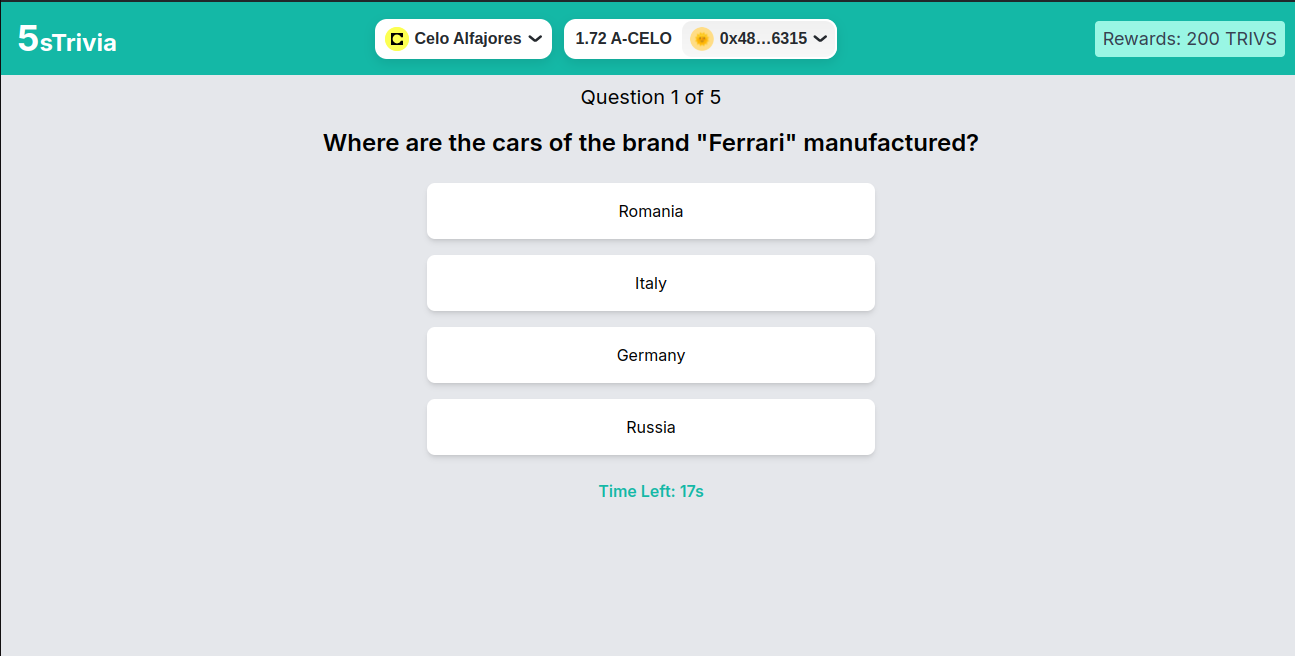 5sTrivia
Celo Alfajores
1.72 A-CELO
0x48...6315
Rewards: 200 TRIVS
Question 1 of 5
Where are the cars of the brand "Ferrari" manufactured?
Romania
Italy
Germany
Russia
Time Left: 17s